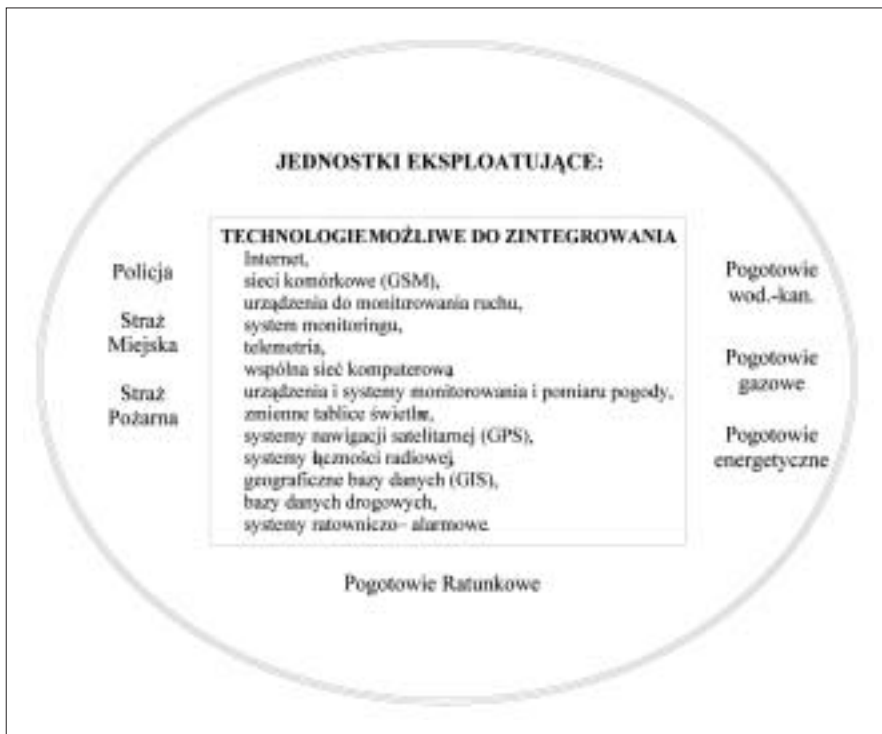 JEDNOSTKI EKSPLOATUJĄCE:
TECHNOLOGIE MOŻLIWE DO ZINTEGROWANIA
Internet,
sieci komórkowe (GSM),
urządzenia do monitorowania ruchu,
system monitoringu,
telemetria,
wspólna sieć komputerowa
urządzenia i systemy monitorowania i pomiaru pogody,
zmienne tablice świetlne,
systemy nawigacji satelitarnej (GPS),
systemy łączności radiowej,
geograficzne bazy danych (GIS),
bazy danych drogowych,
systemy ratowniczo– alarmowe.
Policja
Straż
Miejska
Straż
Pożarna
Pogotowie
wod.-kan.
Pogotowie
gazowe
Pogotowie
energetyczne
Pogotowie Ratunkowe